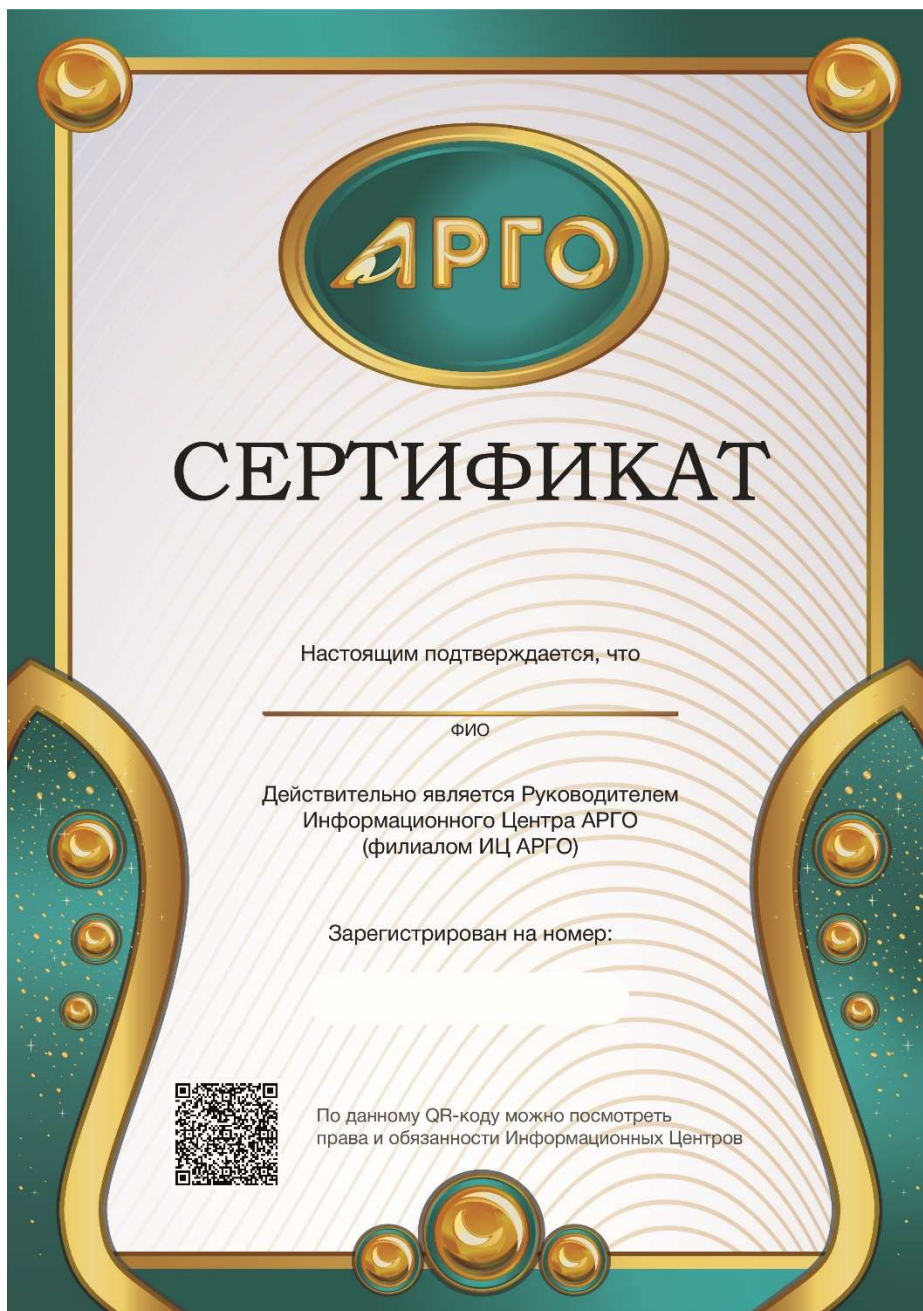 АРГО
СЕРТИФИКАТ
Настоящим подтверждается, что
ФИО
Действительно является Руководителем
Информационного Центра АРГО
(филиалом ИЦ АРГО)
Зарегистрирован на номер:
По данному QR-коду можно посмотреть
права и обязанности Информационных Центров